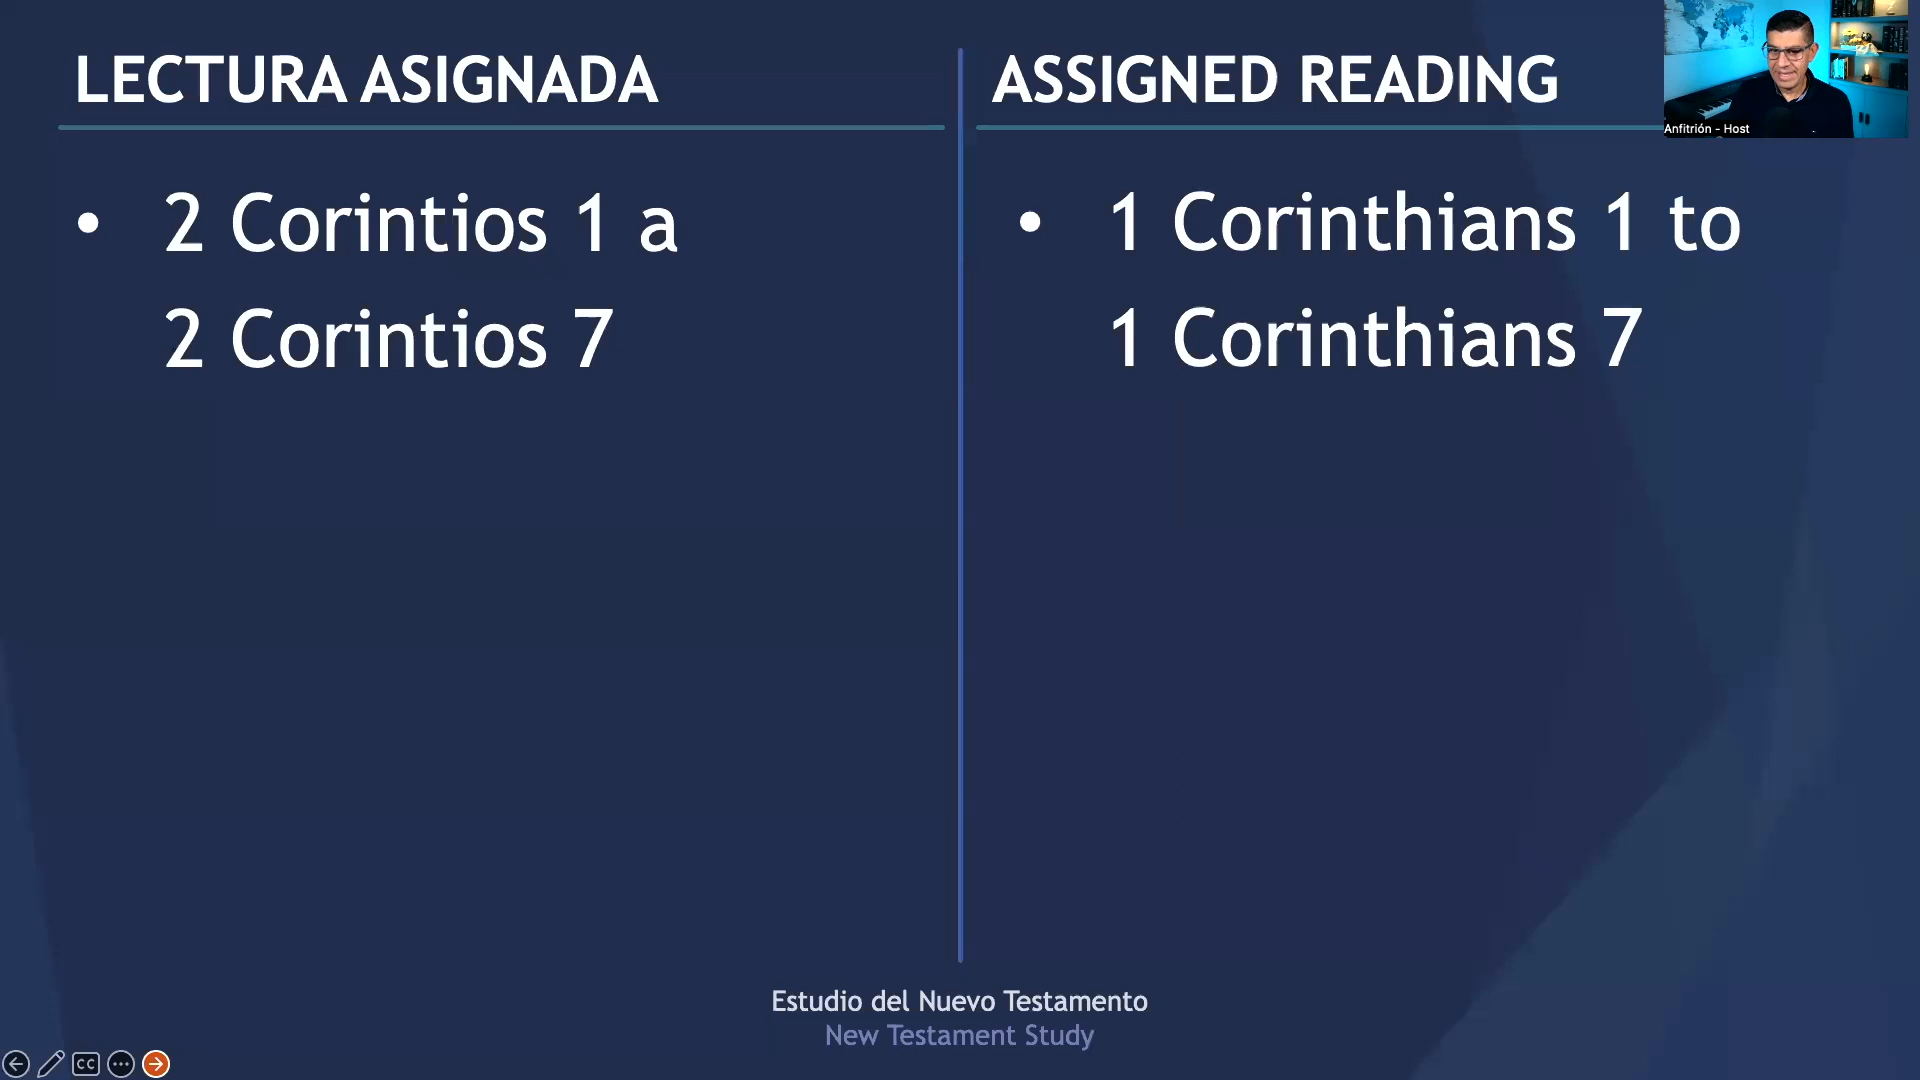 LECTURA ASIGNADA
• 2 Corintios 1 a
2 Corintios 7
ASSIGNED READING
• 1 Corinthians 1 to
1 Corinthians 7
Anfitrión - Host
Estudio del Nuevo Testamento
New Testament Study
CC